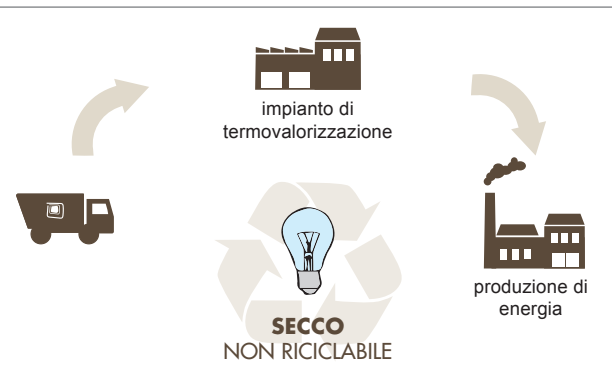 impianto di
termovalorizzazione
produzione di
energia
SECCO
NON RICICLABILE